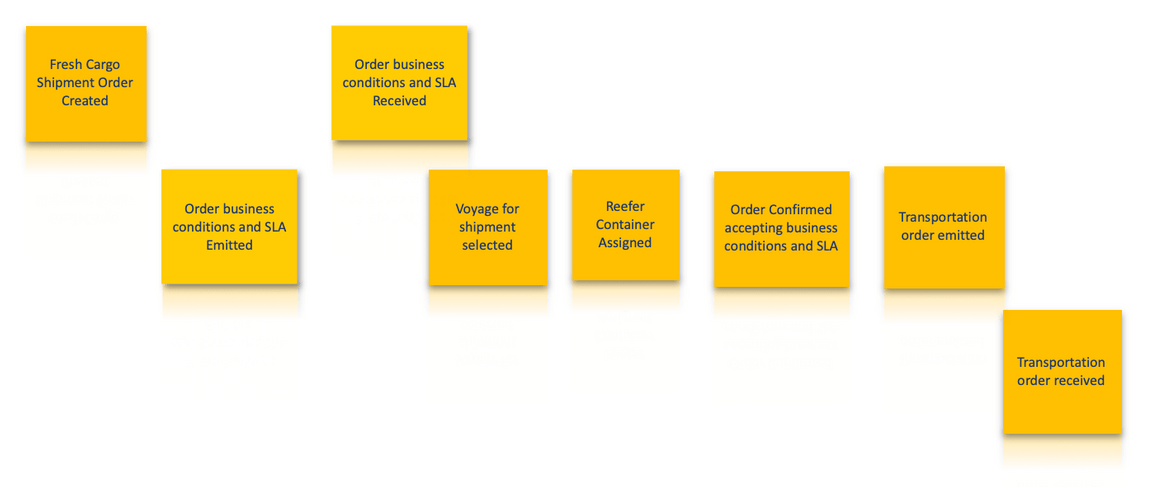 Fresh Cargo
Shipment Order
Created
Order business
conditions and SLA
Emitted
Order business
conditions and SLA
Received
Voyage for
shipment
selected
Reefer
Container
Assigned
Order Confirmed
accepting business
conditions and SLA
Transportation
order emitted
Transportation
order received